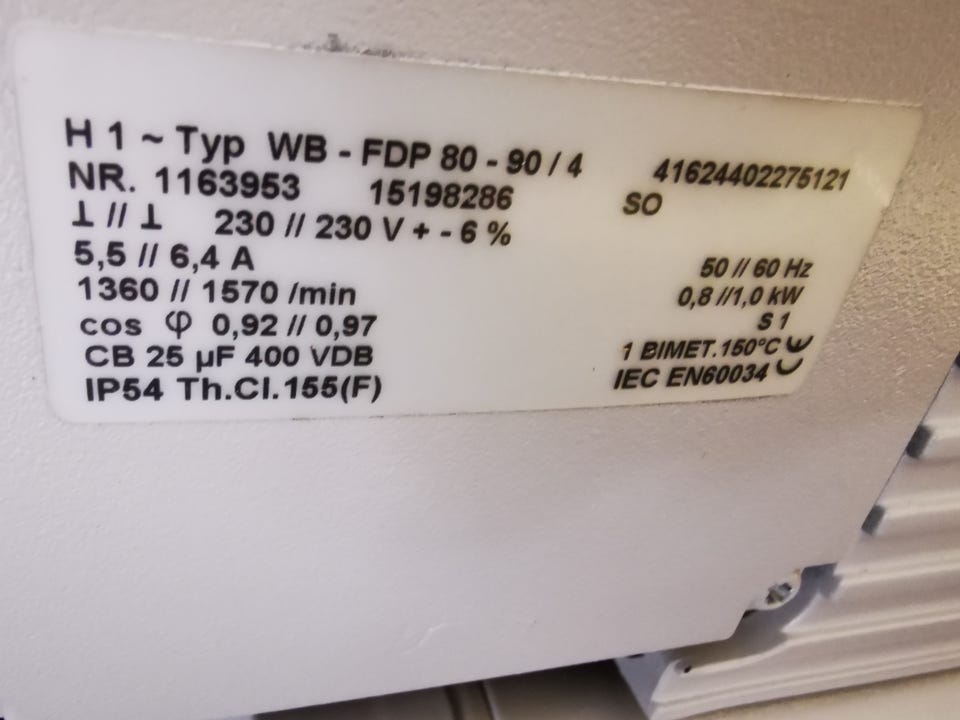 H 1 ~ Typ WB - FDP 80 - 90 / 4 41624402275121
NR. 1163953 15198286 SO
⊥ // ⊥ 230 // 230 V + - 6 %
5,5 // 6,4 A 50 // 60 Hz
1360 // 1570 /min 0,8 //1,0 kW
cos φ 0,92 // 0,97 S 1
CB 25 µF 400 VDB 1 BIMET.150°C
IP54 Th.Cl.155(F) IEC EN60034 CE